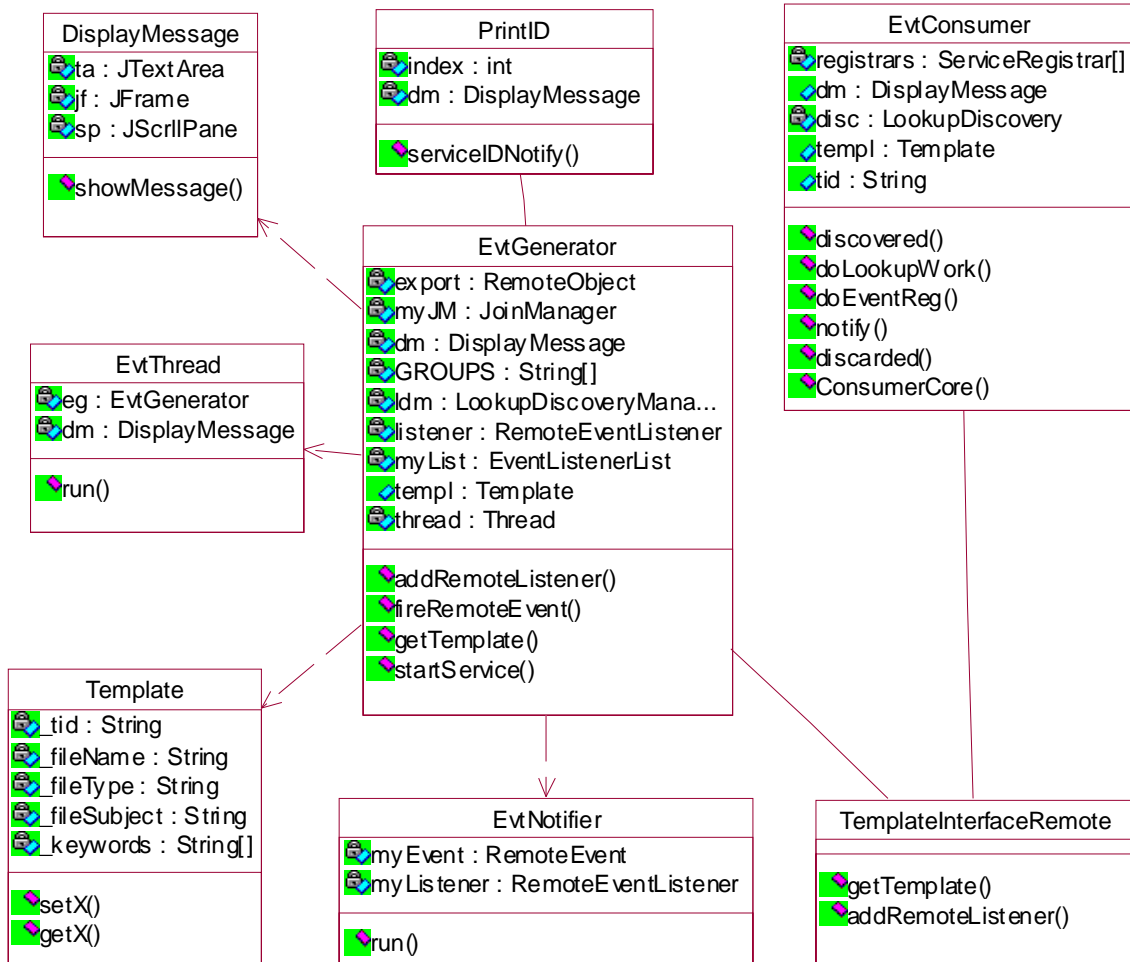 DisplayMessage
ta : JTextArea
jf : JFrame
sp : JScrllPane
showMessage()
PrintID
index : int
dm : DisplayMessage
serviceIDNotify()
EvtConsumer
registrars : ServiceRegistrar[]
dm : DisplayMessage
disc : LookupDiscovery
templ : Template
tid : String
discovered()
doLookupWork()
doEventReg()
notify()
discarded()
ConsumerCore()
EvtGenerator
export : RemoteObject
myJM : JoinManager
dm : DisplayMessage
GROUPS : String[]
ldm : LookupDiscoveryMana...
listener : RemoteEventListener
myList : EventListenerList
templ : Template
thread : Thread
addRemoteListener()
fireRemoteEvent()
getTemplate()
startService()
EvtThread
eg : EvtGenerator
dm : DisplayMessage
run()
Template
_tid : String
_fileName : String
_fileType : String
_fileSubject : String
_keywords : String[]
setX()
getX()
EvtNotifier
myEvent : RemoteEvent
myListener : RemoteEventListener
run()
TemplateInterfaceRemote
getTemplate()
addRemoteListener()